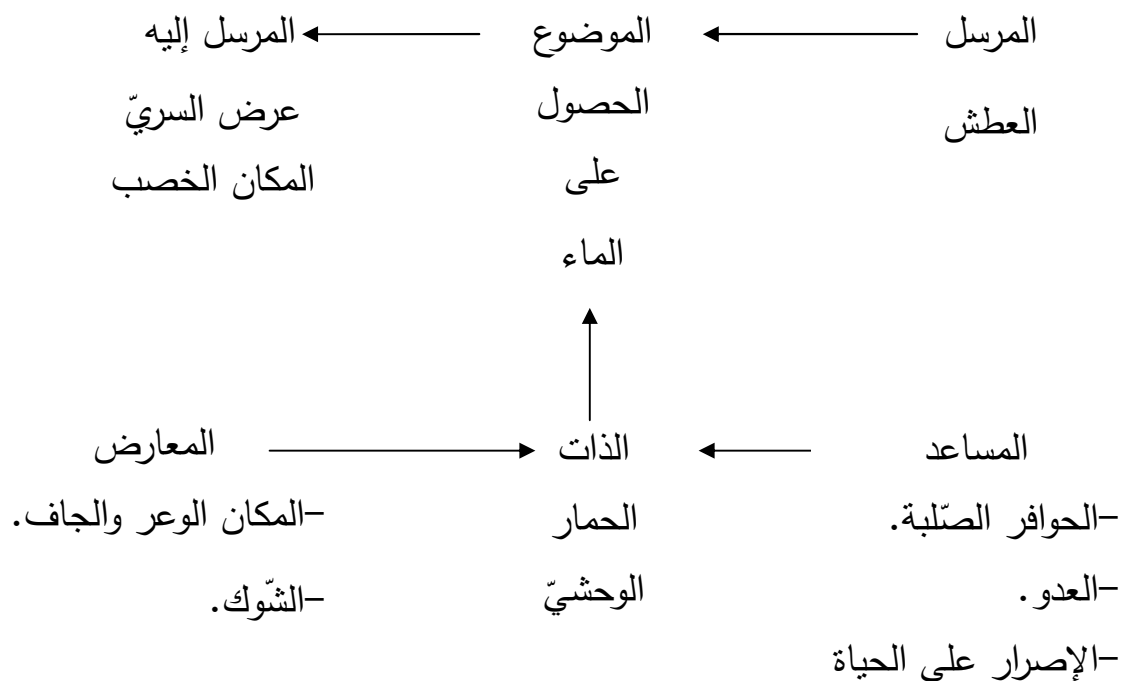 المرسل الموضوع المرسل إليه
العطش الحصول عرض السريّ
على المكان الخصب
الماء
المساعد الذات المعارض
-الحوافر الصّلبة. الحمار -المكان الوعر والجاف.
-العدو. الوحشيّ -الشّوك.
-الإصرار على الحياة